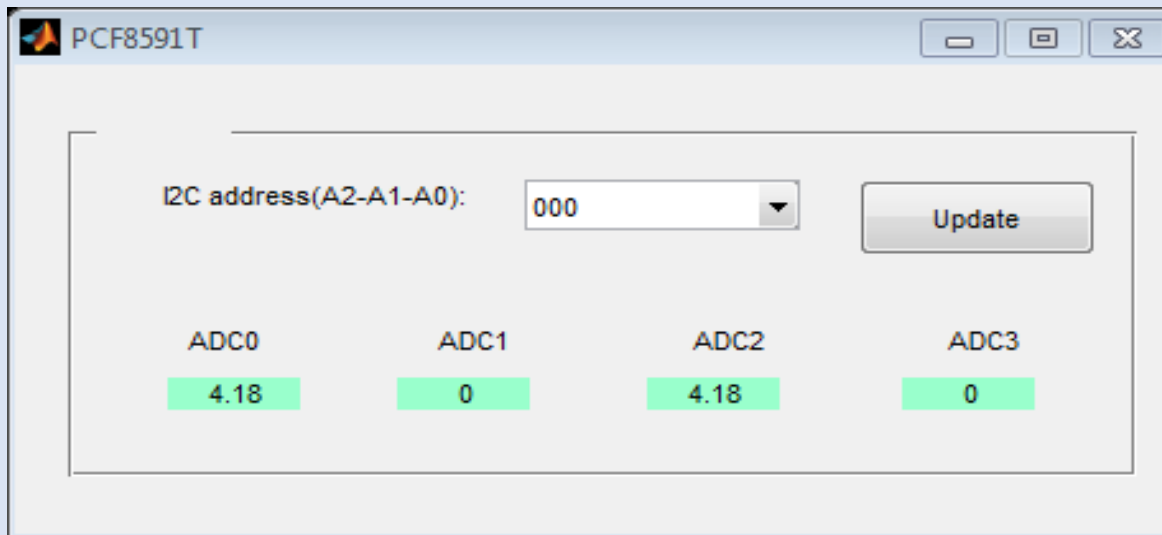 PCF8591T
I2C address(A2-A1-A0):
000
Update
ADC0 ADC1 ADC2 ADC3
4.18 0 4.18 0